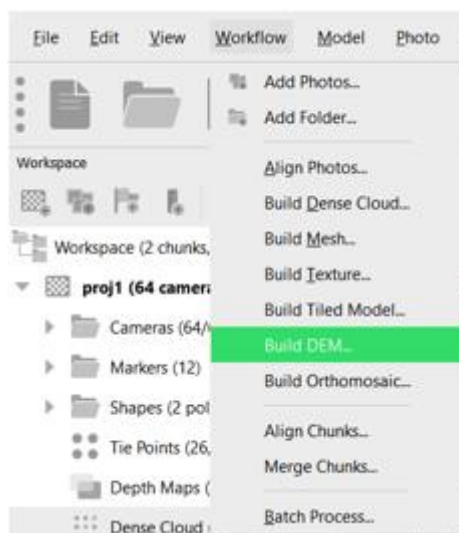 File Edit View Workflow Model Photo
Add Photos...
Add Folder...
Workspace
Align Photos...
Build Dense Cloud...
Workspace (2 chunks,
Build Mesh...
Build Texture...
proj1 (64 camera
Build Tiled Model...
Cameras (64/
Build DEM...
Markers (12)
Build Orthomosaic...
Shapes (2 pol
Align Chunks...
Tie Points (26,
Merge Chunks...
Depth Maps (
Batch Process...
Dense Cloud